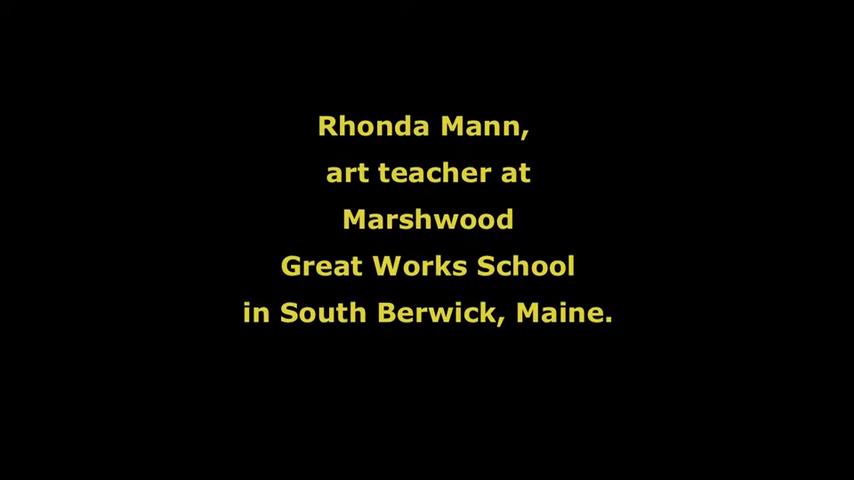 Rhonda Mann,
art teacher at
Marshwood
Great Works School
in South Berwick, Maine.